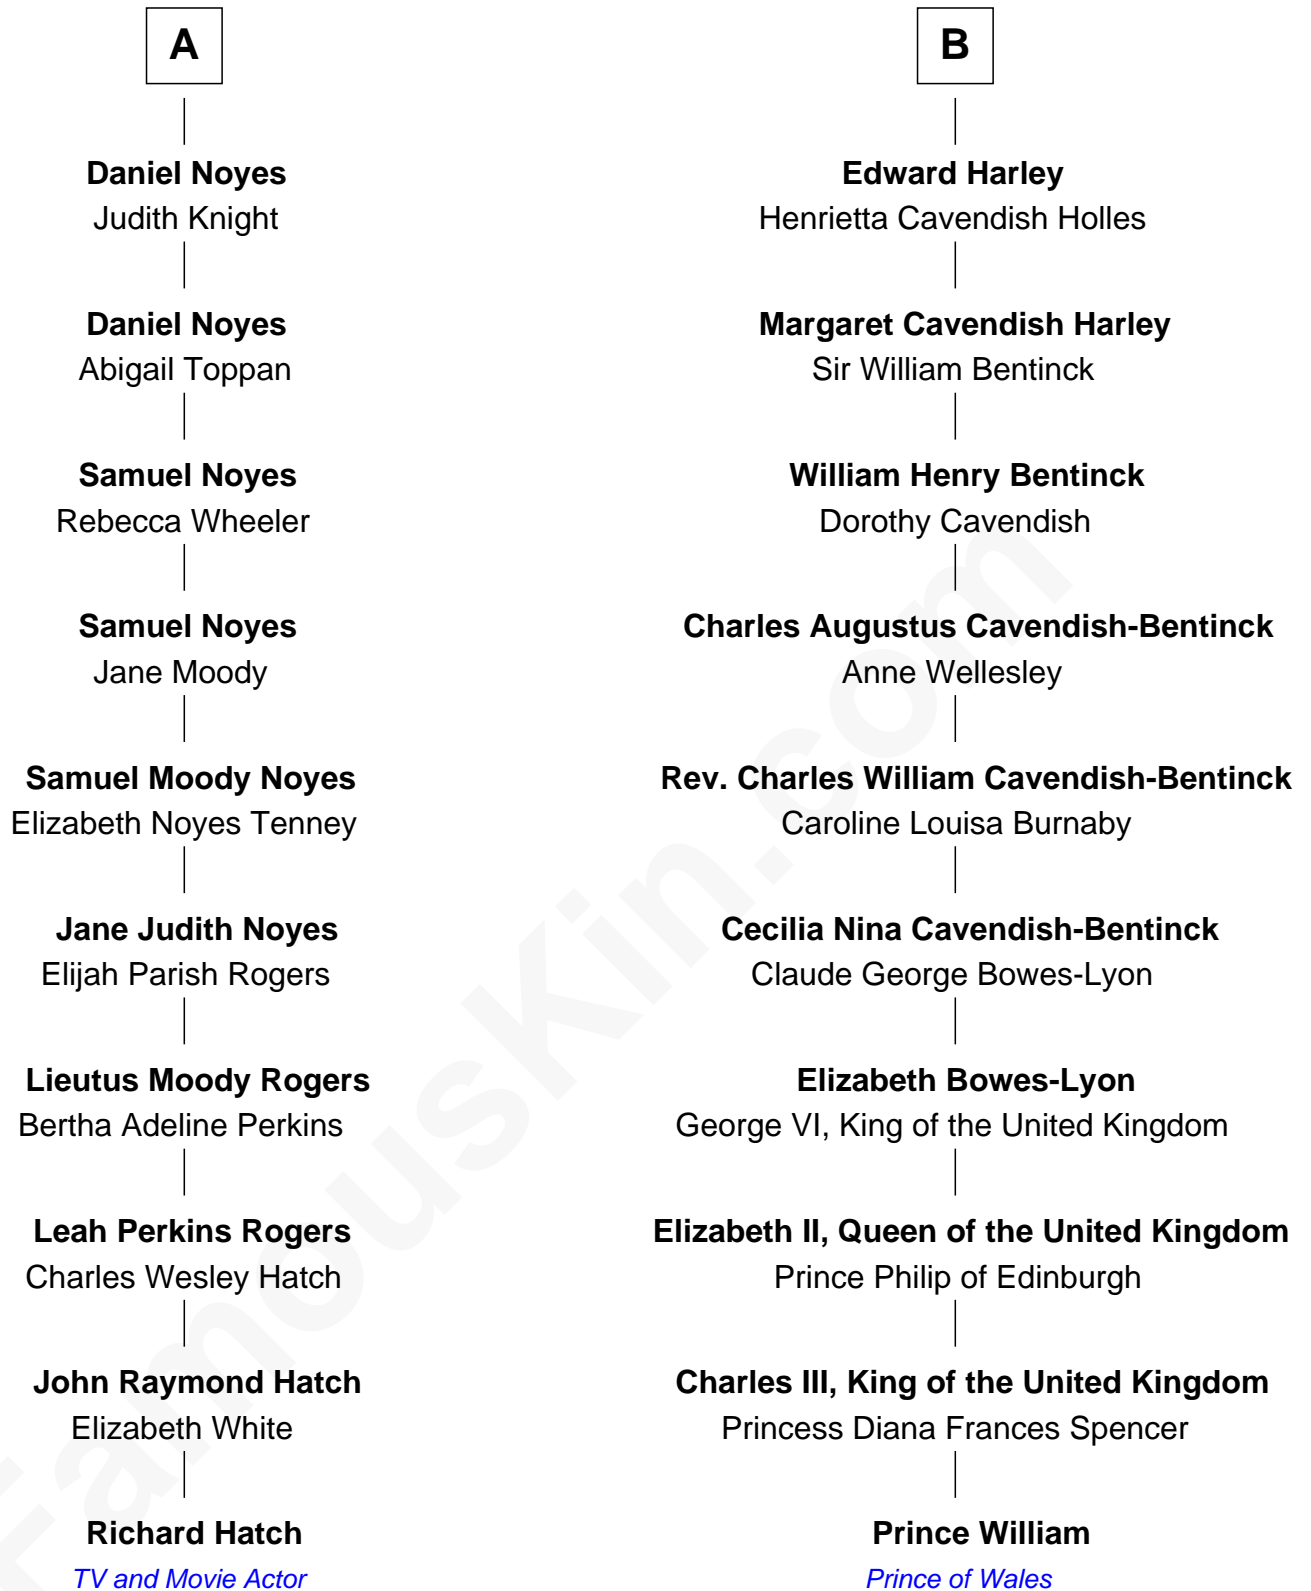 A
Daniel Noyes
Judith Knight
Daniel Noyes
Abigail Toppan
Samuel Noyes
Rebecca Wheeler
Samuel Noyes
Jane Moody
Samuel Moody Noyes
Elizabeth Noyes Tenney
Jane Judith Noyes
Elijah Parish Rogers
Lieutus Moody Rogers
Bertha Adeline Perkins
Leah Perkins Rogers
Charles Wesley Hatch
John Raymond Hatch
Elizabeth White
Richard Hatch
TV and Movie Actor
B
Edward Harley
Henrietta Cavendish Holles
Margaret Cavendish Harley
Sir William Bentinck
William Henry Bentinck
Dorothy Cavendish
Charles Augustus Cavendish-Bentinck
Anne Wellesley
Rev. Charles William Cavendish-Bentinck
Caroline Louisa Burnaby
Cecilia Nina Cavendish-Bentinck
Claude George Bowes-Lyon
Elizabeth Bowes-Lyon
George VI, King of the United Kingdom
Elizabeth II, Queen of the United Kingdom
Prince Philip of Edinburgh
Charles III, King of the United Kingdom
Princess Diana Frances Spencer
Prince William
Prince of Wales
FamousKin.com